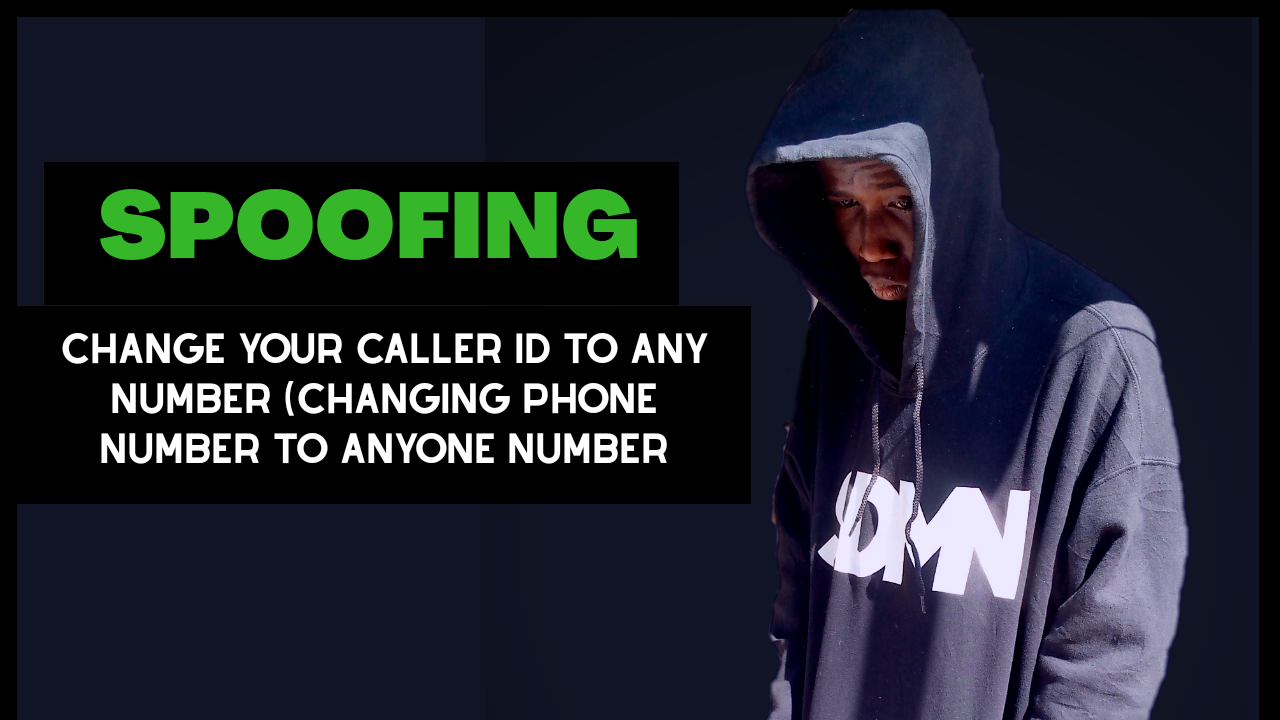 SPOOFING
CHANGE YOUR CALLER ID TO ANY
NUMBER (CHANGING PHONE
NUMBER TO ANYONE NUMBER
SDMN